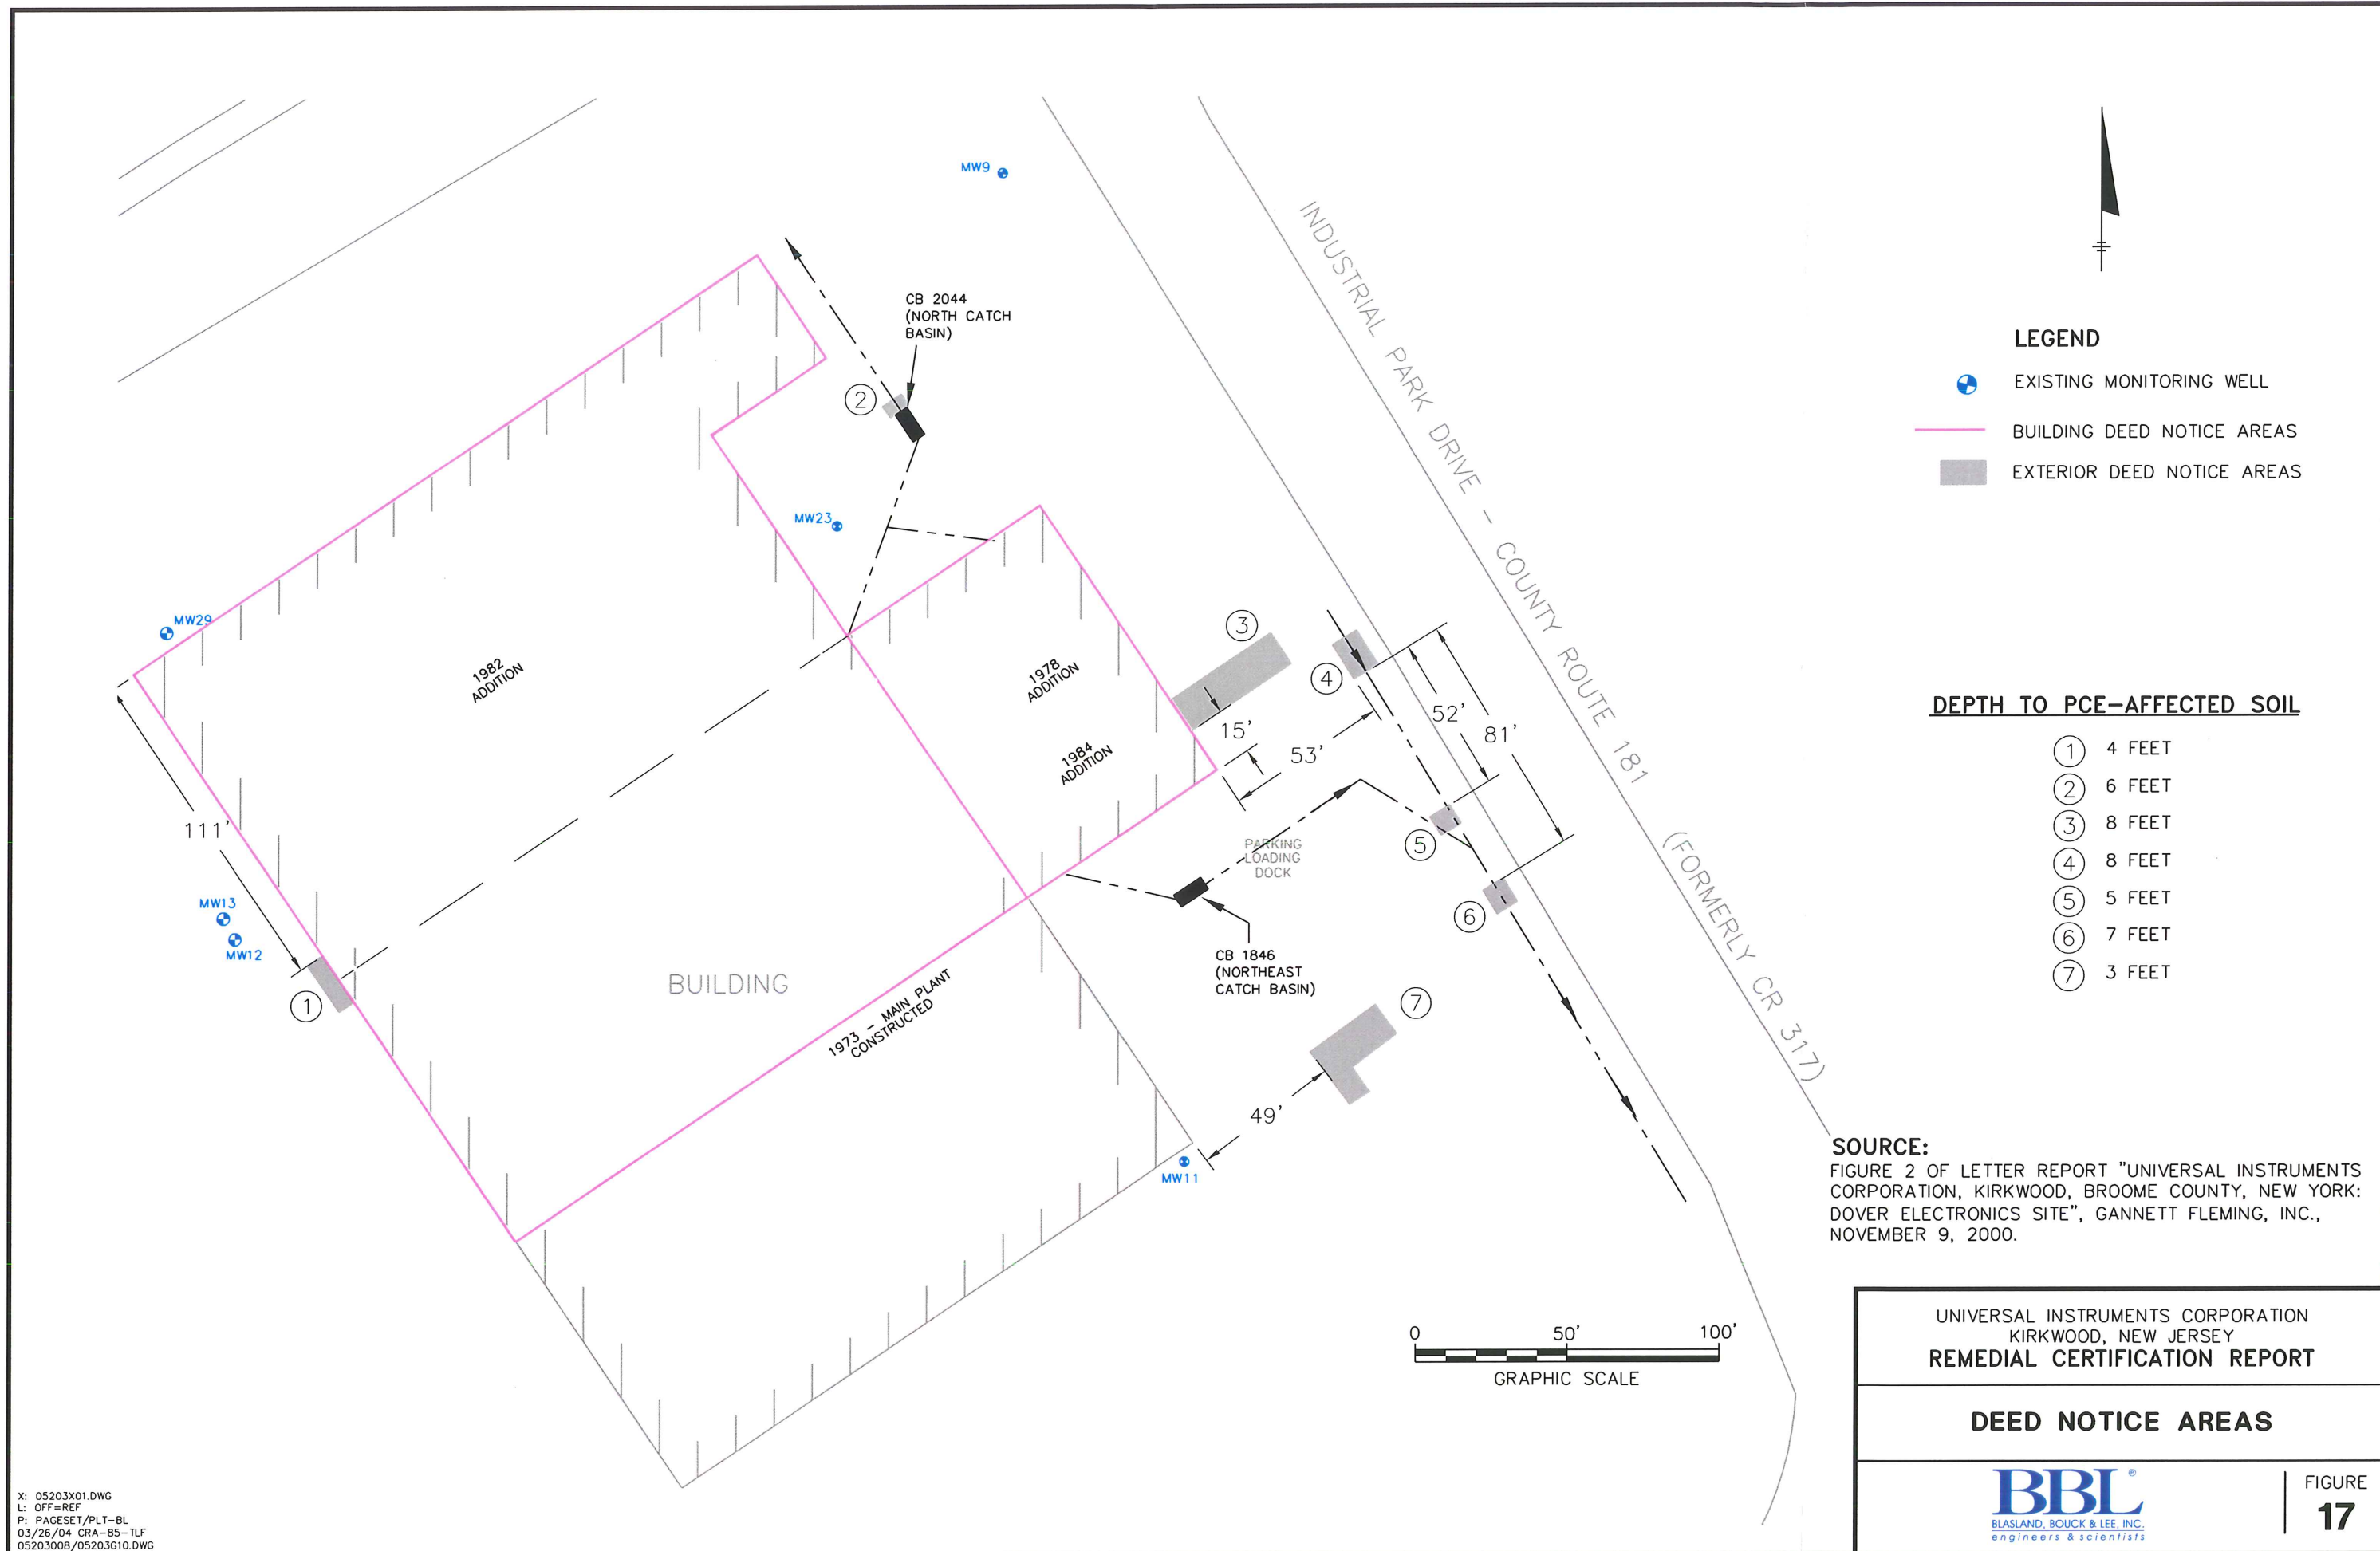 MW9
CB 2044
(NORTH CATCH
BASIN)
2
MW23
MW29
1982
ADDITION
1978
ADDITION
1984
ADDITION
3
4
15'
53'
52'
81'
5
6
111'
MW13
MW12
1
BUILDING
1973 - MAIN PLANT
CONSTRUCTED
PARKING
LOADING
DOCK
CB 1846
(NORTHEAST
CATCH BASIN)
7
49'
MW11
INDUSTRIAL PARK DRIVE - COUNTY ROUTE 181 (FORMERLY CR 317)
LEGEND
EXISTING MONITORING WELL
BUILDING DEED NOTICE AREAS
EXTERIOR DEED NOTICE AREAS
DEPTH TO PCE-AFFECTED SOIL
1 4 FEET
2 6 FEET
3 8 FEET
4 8 FEET
5 5 FEET
6 7 FEET
7 3 FEET
SOURCE:
FIGURE 2 OF LETTER REPORT "UNIVERSAL INSTRUMENTS
CORPORATION, KIRKWOOD, BROOME COUNTY, NEW YORK:
DOVER ELECTRONICS SITE", GANNETT FLEMING, INC.,
NOVEMBER 9, 2000.
0 50' 100'
GRAPHIC SCALE
UNIVERSAL INSTRUMENTS CORPORATION
KIRKWOOD, NEW JERSEY
REMEDIAL CERTIFICATION REPORT
DEED NOTICE AREAS
BBL®
BLASLAND, BOUCK & LEE, INC.
engineers & scientists
FIGURE
17
X: 05203X01.DWG
L: OFF=REF
P: PAGESET/PLT-BL
03/26/04 CRA-85-TLF
05203008/05203G10.DWG